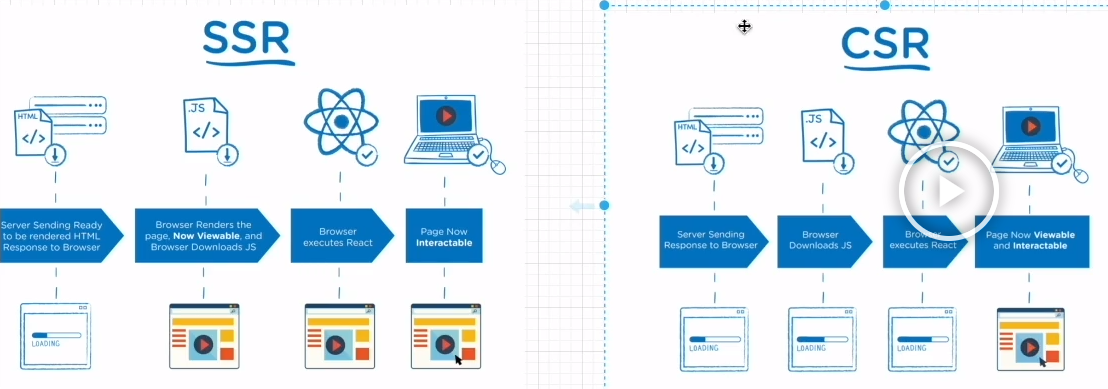 SSR
HTML
.JS
Server Sending Ready
to be rendered HTML
Response to Browser
Browser Renders the
page, Now Viewable, and
Browser Downloads JS
Browser
executes React
Page Now
Interactable
LOADING
CSR
HTML
.JS
Server Sending
Response to Browser
Browser
Downloads JS
Browser
executes React
Page Now Viewable
and Interactable
LOADING
LOADING
LOADING